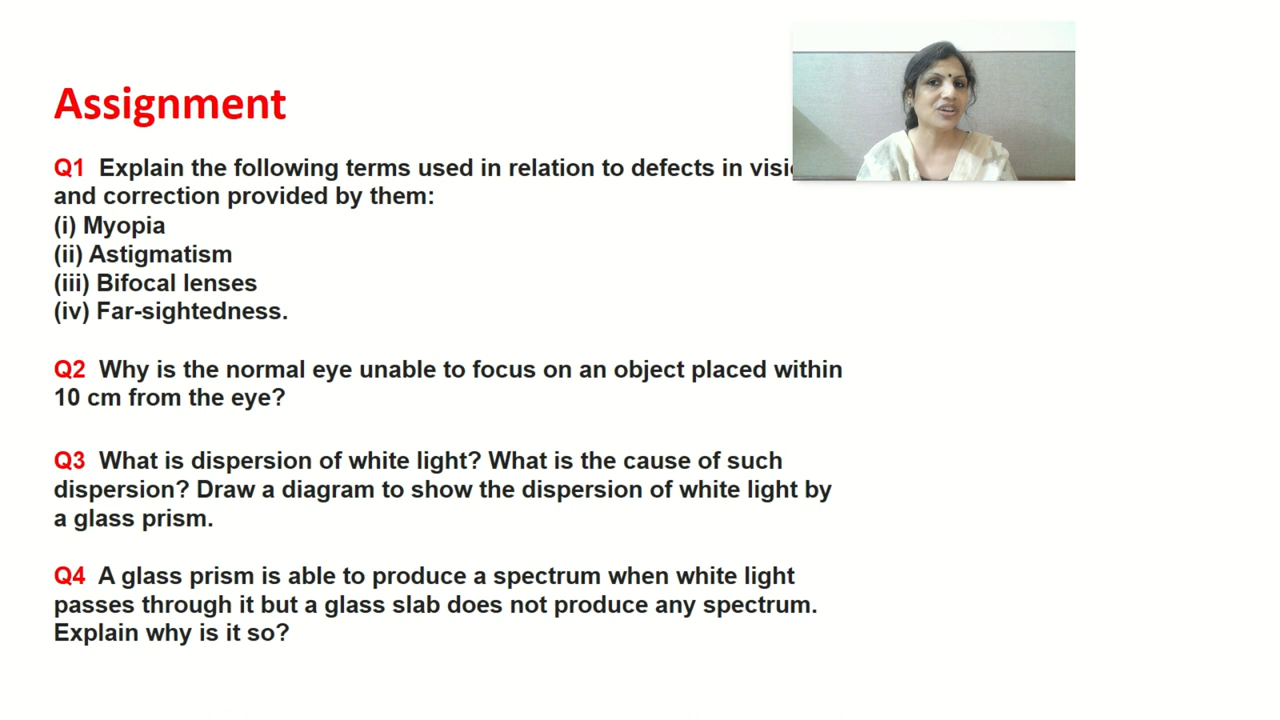 Assignment
Q1 Explain the following terms used in relation to defects in
and correction provided by them:
(i) Myopia
(ii) Astigmatism
(iii) Bifocal lenses
(iv) Far-sightedness.
Q2 Why is the normal eye unable to focus on an object placed within
10 cm from the eye?
Q3 What is dispersion of white light? What is the cause of such
dispersion? Draw a diagram to show the dispersion of white light by
a glass prism.
Q4 A glass prism is able to produce a spectrum when white light
passes through it but a glass slab does not produce any spectrum.
Explain why is it so?